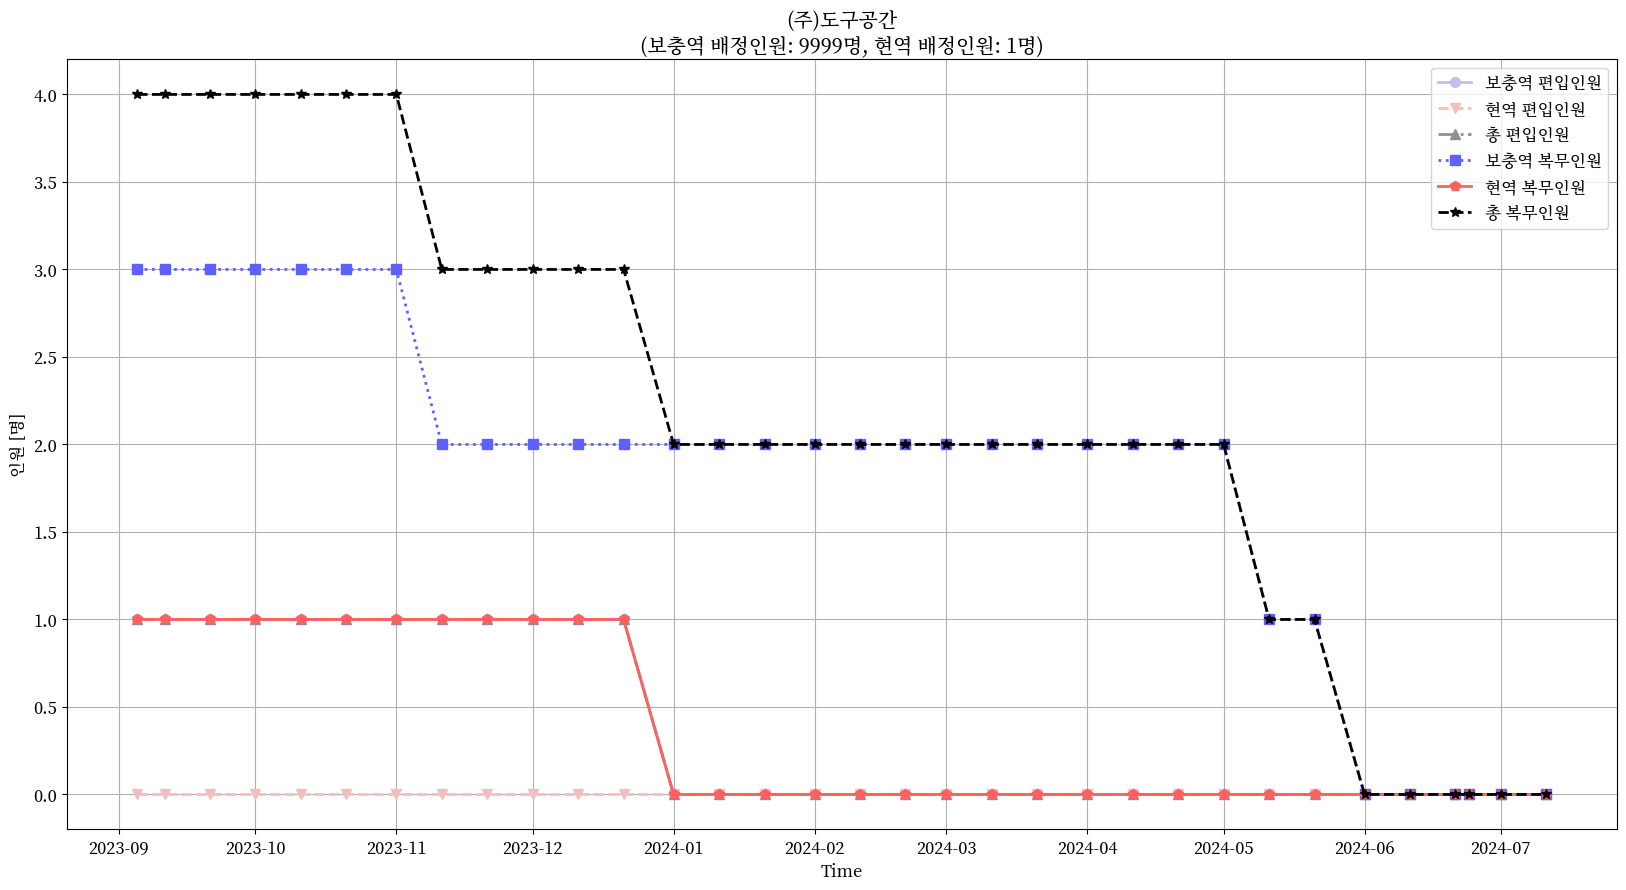 (주)도구공간
(보충역 배정인원: 9999명, 현역 배정인원: 1명)
보충역 편입인원
현역 편입인원
총 편입인원
보충역 복무인원
현역 복무인원
총 복무인원
인원 [명]
4.0
3.5
3.0
2.5
2.0
1.5
1.0
0.5
0.0
2023-09 2023-10 2023-11 2023-12 2024-01 2024-02 2024-03 2024-04 2024-05 2024-06 2024-07
Time